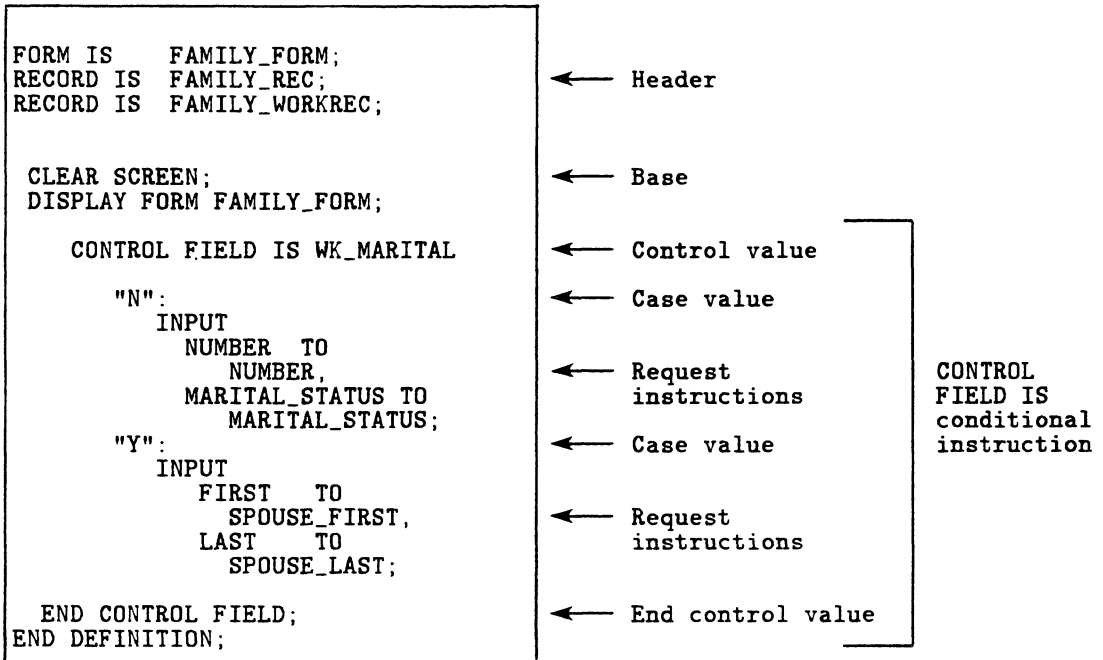 FORM IS FAMILY_FORM;
RECORD IS FAMILY_REC;
RECORD IS FAMILY_WORKREC;
Header
CLEAR SCREEN;
DISPLAY FORM FAMILY_FORM;
Base
CONTROL FIELD IS WK_MARITAL
Control value
"N":
Case value
INPUT
NUMBER TO
NUMBER,
MARITAL_STATUS TO
MARITAL_STATUS;
Request
instructions
"Y":
Case value
INPUT
FIRST TO
SPOUSE_FIRST,
LAST TO
SPOUSE_LAST;
Request
instructions
END CONTROL FIELD;
End control value
END DEFINITION;
CONTROL
FIELD IS
conditional
instruction